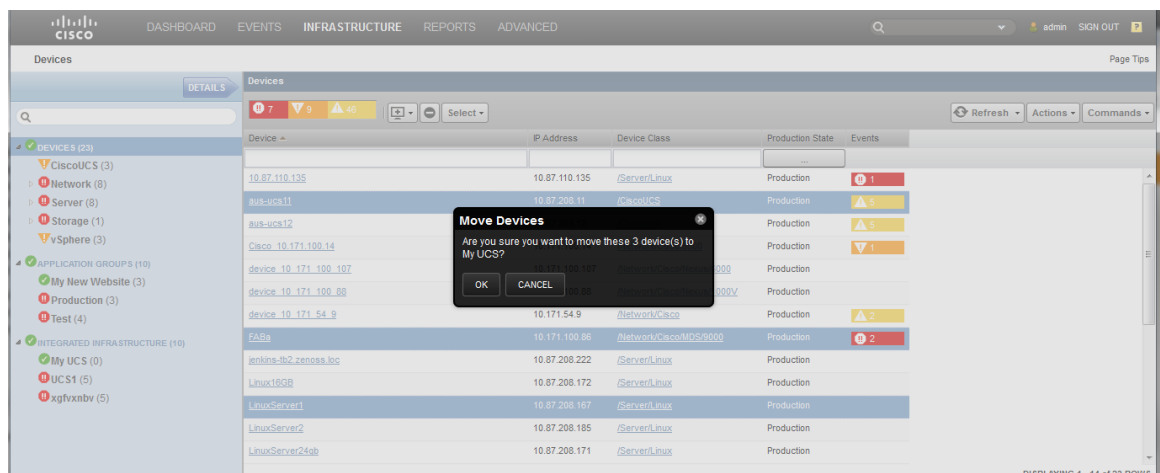 CISCO DASHBOARD EVENTS INFRASTRUCTURE REPORTS ADVANCED admin SIGN OUT ?
Devices Page Tips
DETAILS Devices
7 9 46 Select Refresh Actions Commands
Device IP Address Device Class Production State Events
DEVICES (23)
...
CiscoUCS (3)
Network (8)
Server (8)
Storage (1)
vSphere (3)
APPLICATION GROUPS (10)
My New Website (3)
Production (3)
Test (4)
INTEGRATED INFRASTRUCTURE (10)
My UCS (0)
UCS1 (5)
xgfvxnbv (5)
10.87.110.135 10.87.110.135 /Server/Linux Production 1
aus-ucs11 10.87.208.11 /CiscoUCS Production 5
aus-ucs12 Production 5
Cisco_10.171.100.14 Production 1
device_10_171_100_107 Production
device_10_171_100_88 Production
device_10_171_54_9 10.171.54.9 /Network/Cisco Production 2
FABa 10.171.100.86 /Network/Cisco/MDS/9000 Production 2
jenkins-tb2.zenoss.loc 10.87.208.222 /Server/Linux Production
Linux16GB 10.87.208.172 /Server/Linux Production
LinuxServer1 10.87.208.167 /Server/Linux Production
LinuxServer2 10.87.208.185 /Server/Linux Production
LinuxServer24gb 10.87.208.171 /Server/Linux Production
Move Devices
Are you sure you want to move these 3 device(s) to
My UCS?
OK CANCEL